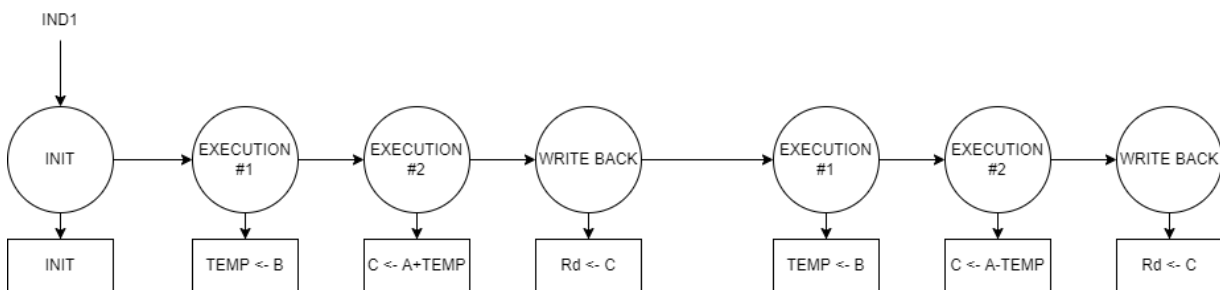 IND1
INIT
EXECUTION
#1
EXECUTION
#2
WRITE BACK
EXECUTION
#1
EXECUTION
#2
WRITE BACK
INIT
TEMP <- B
C <- A+TEMP
Rd <- C
TEMP <- B
C <- A-TEMP
Rd <- C